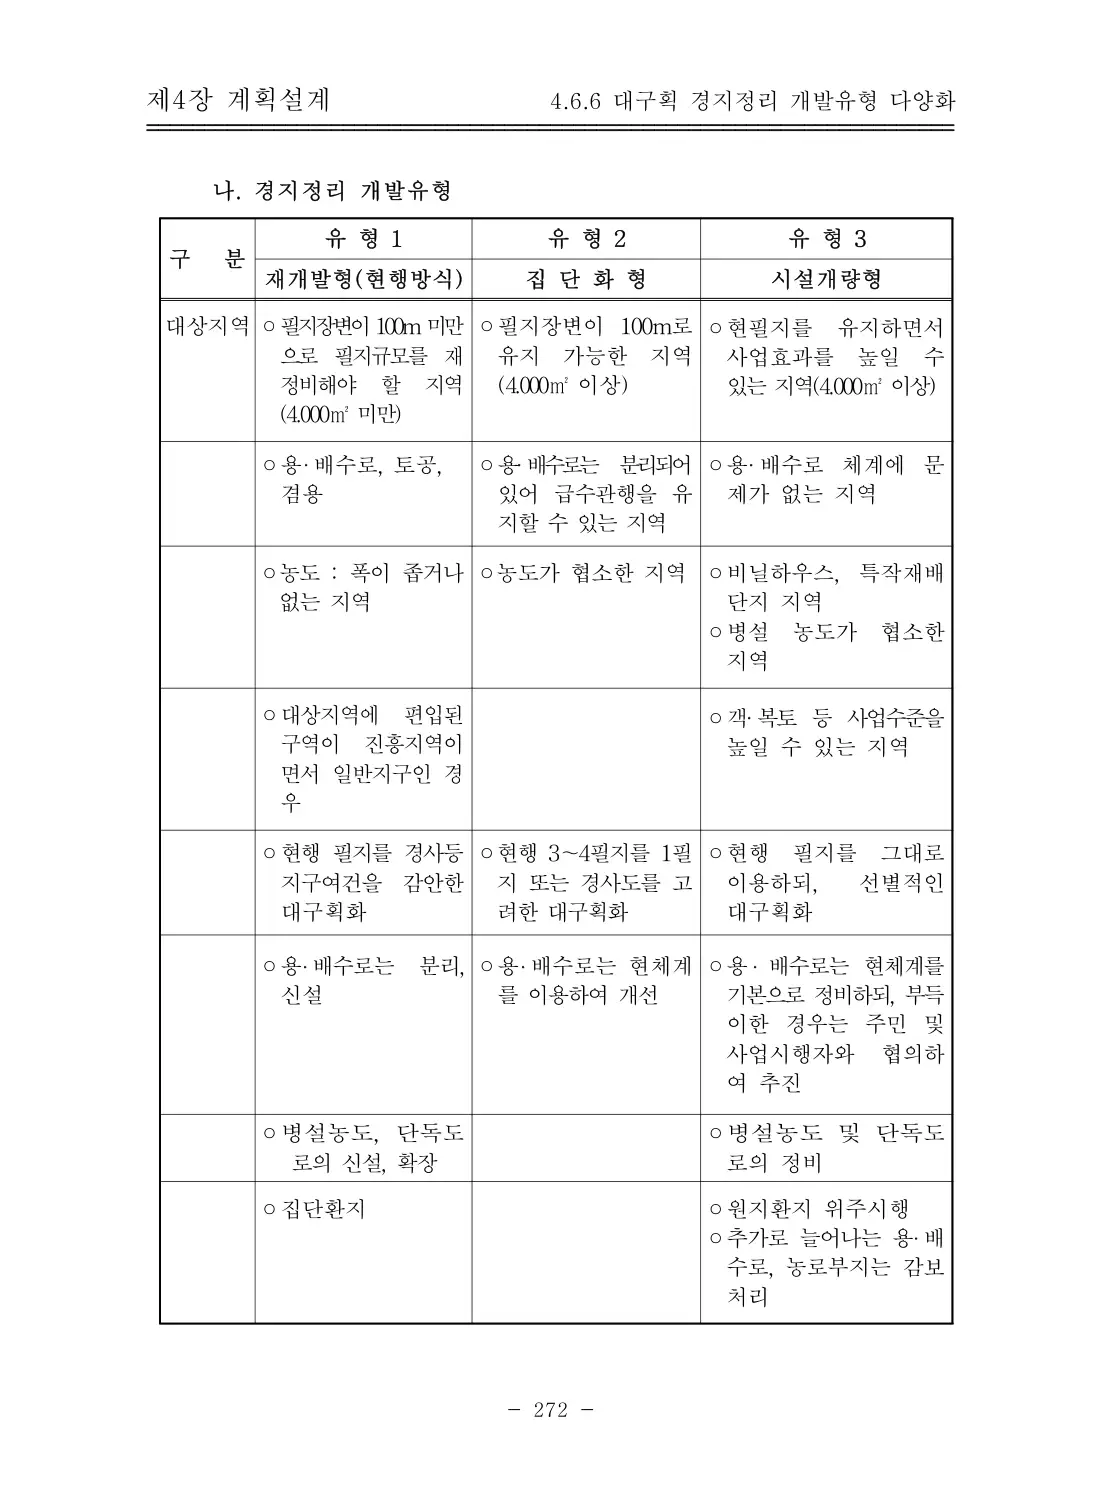 제4장 계획설계
4.6.6 대구획 경지정리 개발유형 다양화
나. 경지정리 개발유형
구 분
유 형 1
유 형 2
유 형 3
재개발형(현행방식)
집 단 화 형
시설개량형
대상지역
○ 필지장변이 100m 미만
으로 필지규모를 재
정비해야 할 지역
(4.000㎡ 미만)
○ 필지장변이 100m로
유지 가능한 지역
(4.000㎡ 이상)
○ 현필지를 유지하면서
사업효과를 높일 수
있는 지역(4.000㎡ 이상)
○ 용·배수로, 토공,
겸용
○ 용·배수로는 분리되어
있어 급수관행을 유
지할 수 있는 지역
○ 용·배수로 체계에 문
제가 없는 지역
○ 농도 : 폭이 좁거나
없는 지역
○ 농도가 협소한 지역
○ 비닐하우스, 특작재배
단지 지역
○ 병설 농도가 협소한
지역
○ 대상지역에 편입된
구역이 진흥지역이
면서 일반지구인 경
우
○ 객·복토 등 사업수준을
높일 수 있는 지역
○ 현행 필지를 경사등
지구여건을 감안한
대구획화
○ 현행 3~4필지를 1필
지 또는 경사도를 고
려한 대구획화
○ 현행 필지를 그대로
이용하되, 선별적인
대구획화
○ 용·배수로는 분리,
신설
○ 용·배수로는 현체계
를 이용하여 개선
○ 용· 배수로는 현체계를
기본으로 정비하되, 부득
이한 경우는 주민 및
사업시행자와 협의하
여 추진
○ 병설농도, 단독도
로의 신설, 확장
○ 병설농도 및 단독도
로의 정비
○ 집단환지
○ 원지환지 위주시행
○ 추가로 늘어나는 용·배
수로, 농로부지는 감보
처리
- 272 -